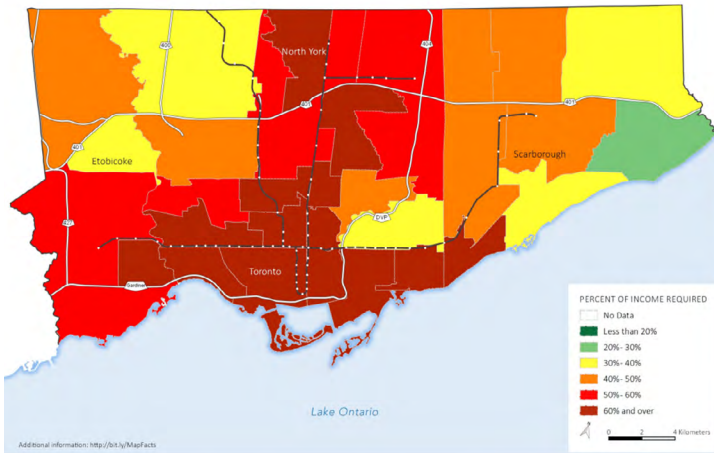 400
North York
404
401
401
401
Etobicoke
Scarborough
427
DVP
Toronto
Gardiner
PERCENT OF INCOME REQUIRED
No Data
Less than 20%
20%- 30%
30%- 40%
40%- 50%
50%- 60%
60% and over
0 2 4 Kilometers
Lake Ontario
Additional information: http://bit.ly/MapFacts